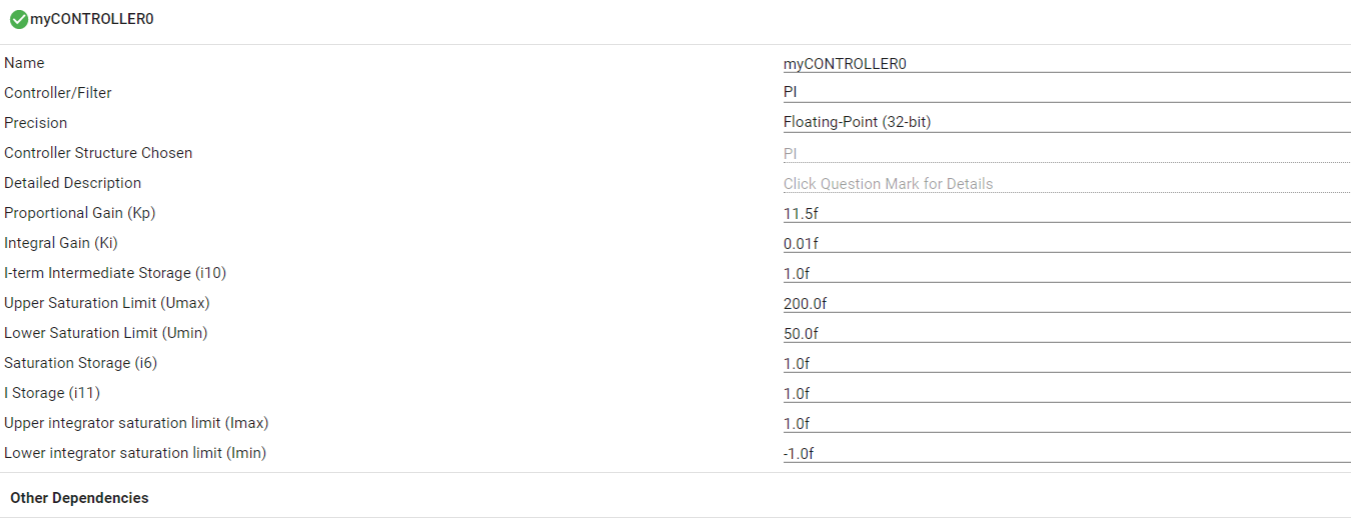 myCONTROLLER0
Name myCONTROLLER0
Controller/Filter PI
Precision Floating-Point (32-bit)
Controller Structure Chosen PI
Detailed Description Click Question Mark for Details
Proportional Gain (Kp) 11.5f
Integral Gain (Ki) 0.01f
I-term Intermediate Storage (i10) 1.0f
Upper Saturation Limit (Umax) 200.0f
Lower Saturation Limit (Umin) 50.0f
Saturation Storage (i6) 1.0f
I Storage (i11) 1.0f
Upper integrator saturation limit (Imax) 1.0f
Lower integrator saturation limit (Imin) -1.0f
Other Dependencies